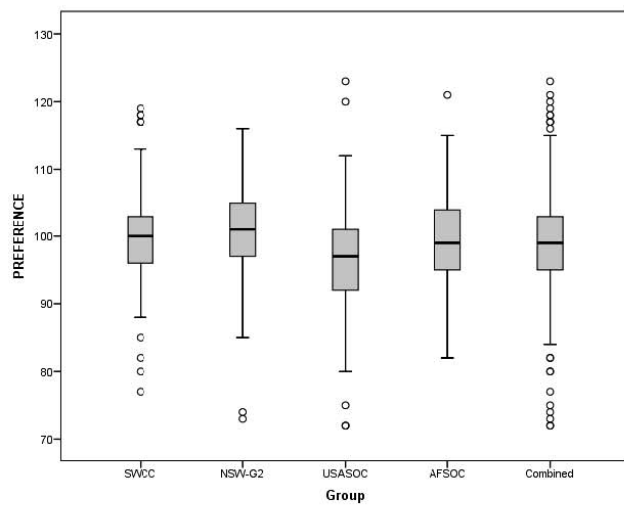 130
120
110
100
90
80
70
PREFERENCE
SWCC NSW-G2 USASOC AFSOC Combined
Group